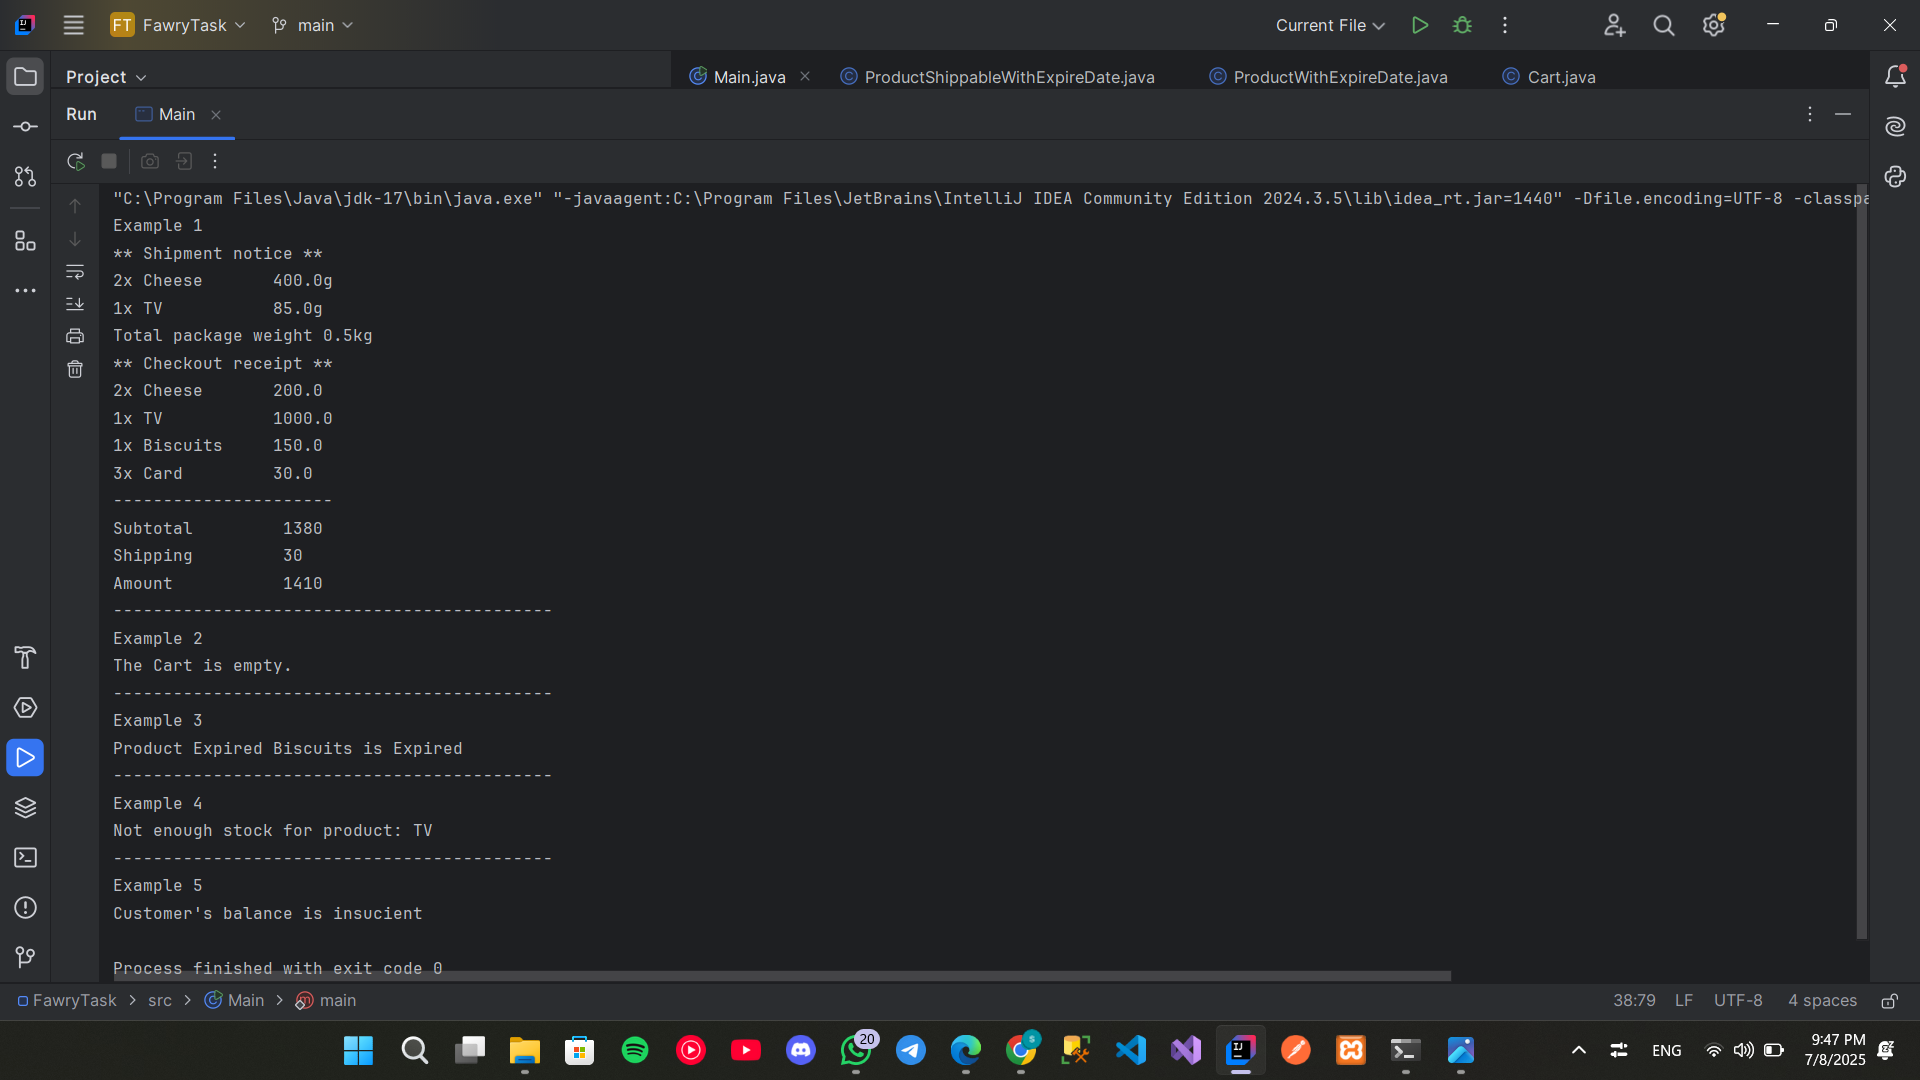 FT FawryTask main Current File
Project Main.java ProductShippableWithExpireDate.java ProductWithExpireDate.java Cart.java
Run Main
"C:\Program Files\Java\jdk-17\bin\java.exe" "-javaagent:C:\Program Files\JetBrains\IntelliJ IDEA Community Edition 2024.3.5\lib\idea_rt.jar=1440" -Dfile.encoding=UTF-8 -classpa
Example 1
** Shipment notice **
2x Cheese 400.0g
1x TV 85.0g
Total package weight 0.5kg
** Checkout receipt **
2x Cheese 200.0
1x TV 1000.0
1x Biscuits 150.0
3x Card 30.0
----------------------
Subtotal 1380
Shipping 30
Amount 1410
--------------------------------------------
Example 2
The Cart is empty.
--------------------------------------------
Example 3
Product Expired Biscuits is Expired
--------------------------------------------
Example 4
Not enough stock for product: TV
--------------------------------------------
Example 5
Customer's balance is insucient
Process finished with exit code 0
FawryTask > src > Main > main 38:79 LF UTF-8 4 spaces
20 ENG 9:47 PM
7/8/2025